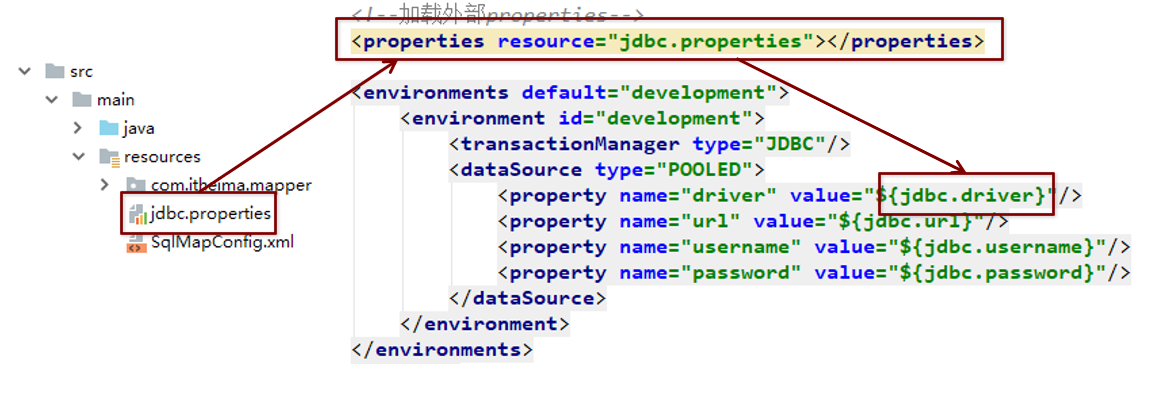 <!--加载外部properties-->
<properties resource="jdbc.properties"></properties>
src
main
java
resources
com.itheima.mapper
jdbc.properties
SqlMapConfig.xml
<environments default="development">
<environment id="development">
<transactionManager type="JDBC"/>
<dataSource type="POOLED">
<property name="driver" value="${jdbc.driver}"/>
<property name="url" value="${jdbc.url}"/>
<property name="username" value="${jdbc.username}"/>
<property name="password" value="${jdbc.password}"/>
</dataSource>
</environment>
</environments>